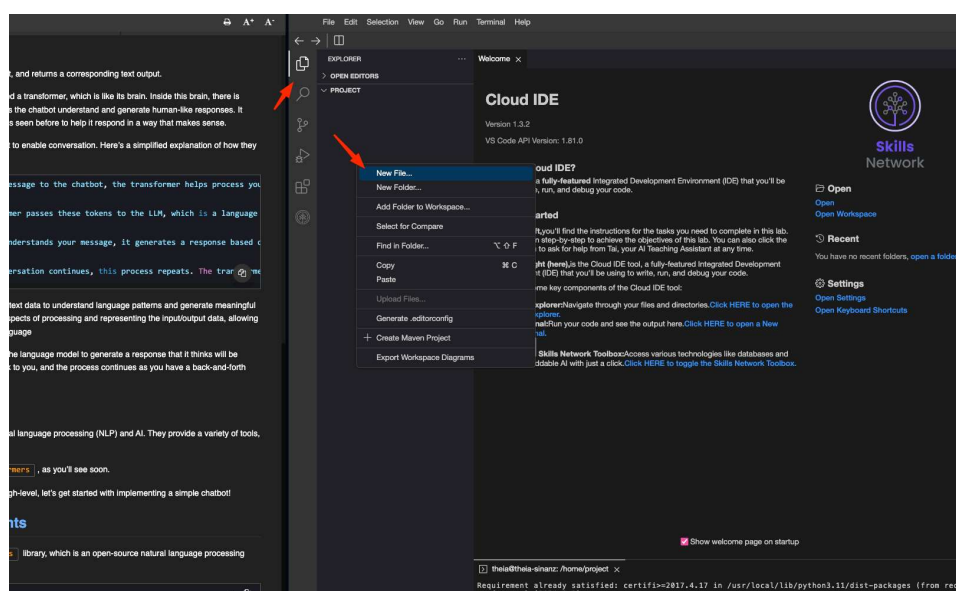 A+ A-
File Edit Selection View Go Run Terminal Help
t, and returns a corresponding text output.
d a transformer, which is like its brain. Inside this brain, there is
s the chatbot understand and generate human-like responses. It
s seen before to help it respond in a way that makes sense.
t to enable conversation. Here's a simplified explanation of how they
essage to the chatbot, the transformer helps process you
mer passes these tokens to the LLM, which is a language
nderstands your message, it generates a response based o
ersation continues, this process repeats. The tran
text data to understand language patterns and generate meaningful
spects of processing and representing the input/output data, allowing
guage
he language model to generate a response that it thinks will be
t to you, and the process continues as you have a back-and-forth
al language processing (NLP) and AI. They provide a variety of tools,
rmers , as you'll see soon.
gh-level, let's get started with implementing a simple chatbot!
nts
s library, which is an open-source natural language processing
EXPLORER ...
> OPEN EDITORS
PROJECT
New File...
New Folder...
Add Folder to Workspace...
Select for Compare
Find in Folder... ⌥⇧F
Copy ⌘ C
Paste
Upload Files...
Generate .editorconfig
+ Create Maven Project
Export Workspace Diagrams
Welcome ×
Cloud IDE
Version 1.3.2
VS Code API Version: 1.81.0
oud IDE?
a fully-featured Integrated Development Environment (IDE) that you'll be
, run, and debug your code.
arted
ft,you'll find the instructions for the tasks you need to complete in this lab.
n step-by-step to achieve the objectives of this lab. You can also click the
to ask for help from Tai, your AI Teaching Assistant at any time.
ght (here),is the Cloud IDE tool, a fully-featured Integrated Development
nt (IDE) that you'll be using to write, run, and debug your code.
me key components of the Cloud IDE tool:
xplorer:Navigate through your files and directories.Click HERE to open the
xplorer.
nal:Run your code and see the output here.Click HERE to open a New
nal.
Skills Network Toolbox:Access various technologies like databases and
ddable AI with just a click.Click HERE to toggle the Skills Network Toolbox.
Skills
Network
Open
Open
Open Workspace
Recent
You have no recent folders, open a folde
Settings
Open Settings
Open Keyboard Shortcuts
Show welcome page on startup
theia@theia-sinanz: /home/project ×
Requirement already satisfied: certifi>=2017.4.17 in /usr/local/lib/python3.11/dist-packages (from rec